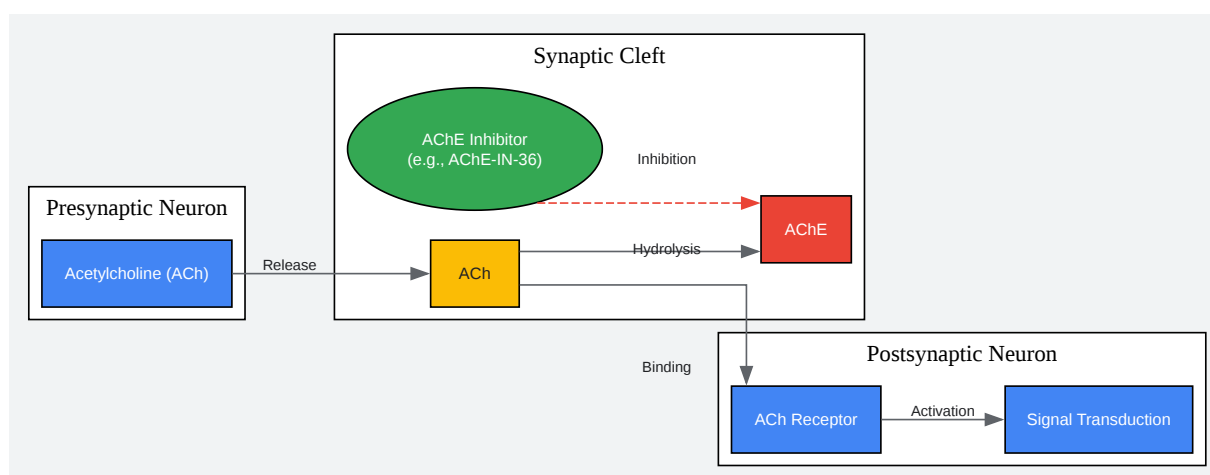 Synaptic Cleft
AChE Inhibitor
(e.g., AChE-IN-36)
Inhibition
Presynaptic Neuron
Acetylcholine (ACh)
Release
ACh
Hydrolysis
AChE
Binding
Postsynaptic Neuron
ACh Receptor
Activation
Signal Transduction